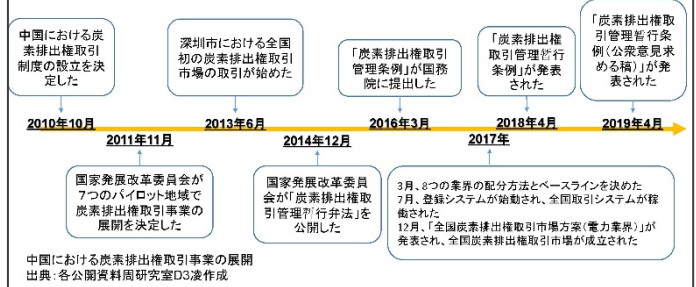 中国における炭
素排出権取引
制度の設立を決
定した
深圳市における全国
初の炭素排出権取引
市場の取引が始めた
「炭素排出権取引
管理条例」が国務
院に提出した
「炭素排出権
取引管理暫行
条例」が発表
された
「炭素排出権取
引管理暫行条
例(公衆意見求
める稿)」が発
表された
2010年10月
2013年6月
2016年3月
2018年4月
2019年4月
2011年11月
2014年12月
2017年
国家発展改革委員会が
7つのパイロット地域で
炭素排出権取引事業の
展開を決定した
国家発展改革委員
会が「炭素排出権取
引管理暫行弁法」を
公開した
3月、8つの業界の配分方法とベースラインを決めた
7月、登録システムが始動され、全国取引システムが稼
働された
12月、「全国炭素排出権取引市場方案(電力業界)」が
発表され、全国炭素排出権取引市場が成立された
中国における炭素排出権取引事業の展開
出典:各公開資料周研究室D3凌作成